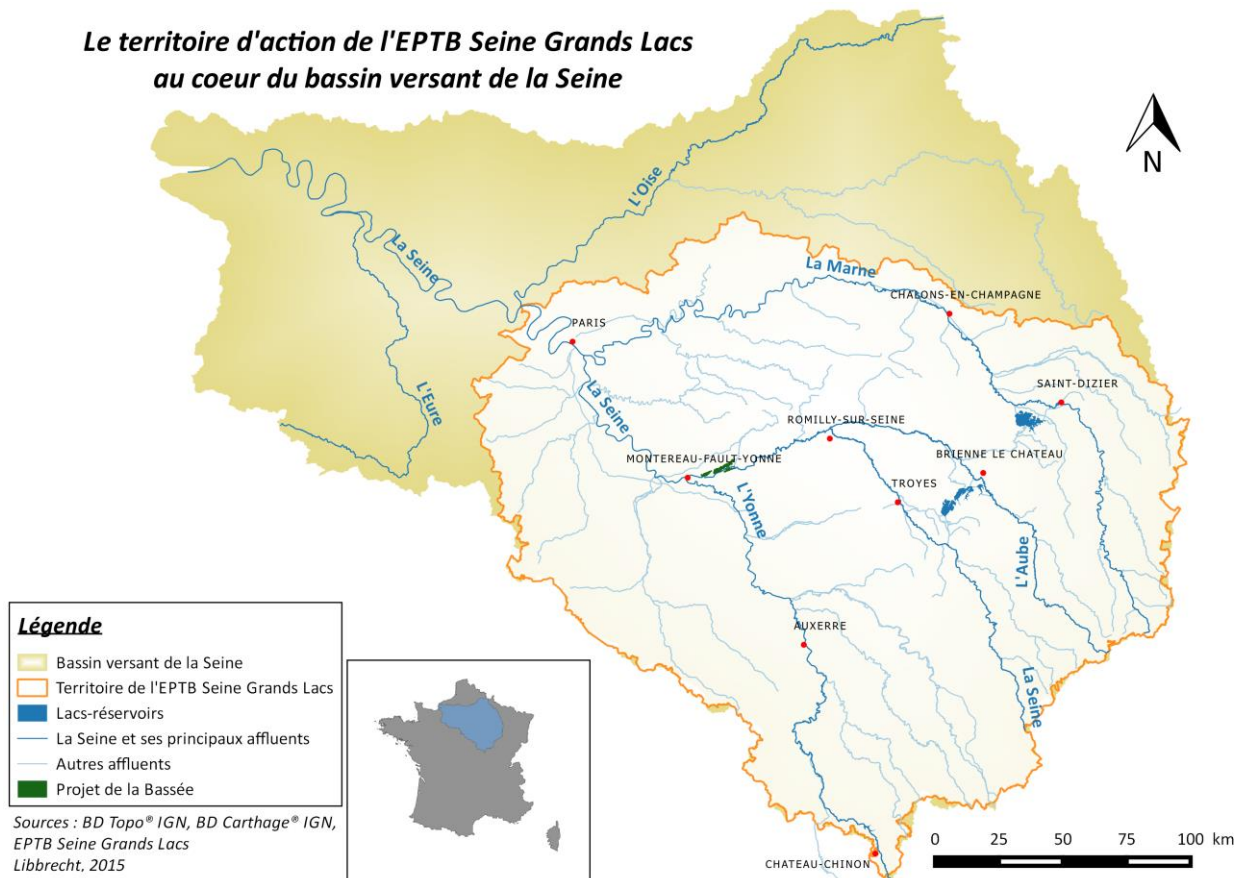 Le territoire d'action de l'EPTB Seine Grands Lacs
au coeur du bassin versant de la Seine
N
L'Oise
La Seine
La Marne
CHALONS-EN-CHAMPAGNE
PARIS
L'Eure
La Seine
SAINT-DIZIER
ROMILLY-SUR-SEINE
MONTEREAU-FAULT-YONNE
BRIENNE LE CHATEAU
TROYES
L'Yonne
L'Aube
AUXERRE
La Seine
CHATEAU-CHINON
Légende
Bassin versant de la Seine
Territoire de l'EPTB Seine Grands Lacs
Lacs-réservoirs
La Seine et ses principaux affluents
Autres affluents
Projet de la Bassée
Sources : BD Topo® IGN, BD Carthage® IGN,
EPTB Seine Grands Lacs
Libbrecht, 2015
0 25 50 75 100 km